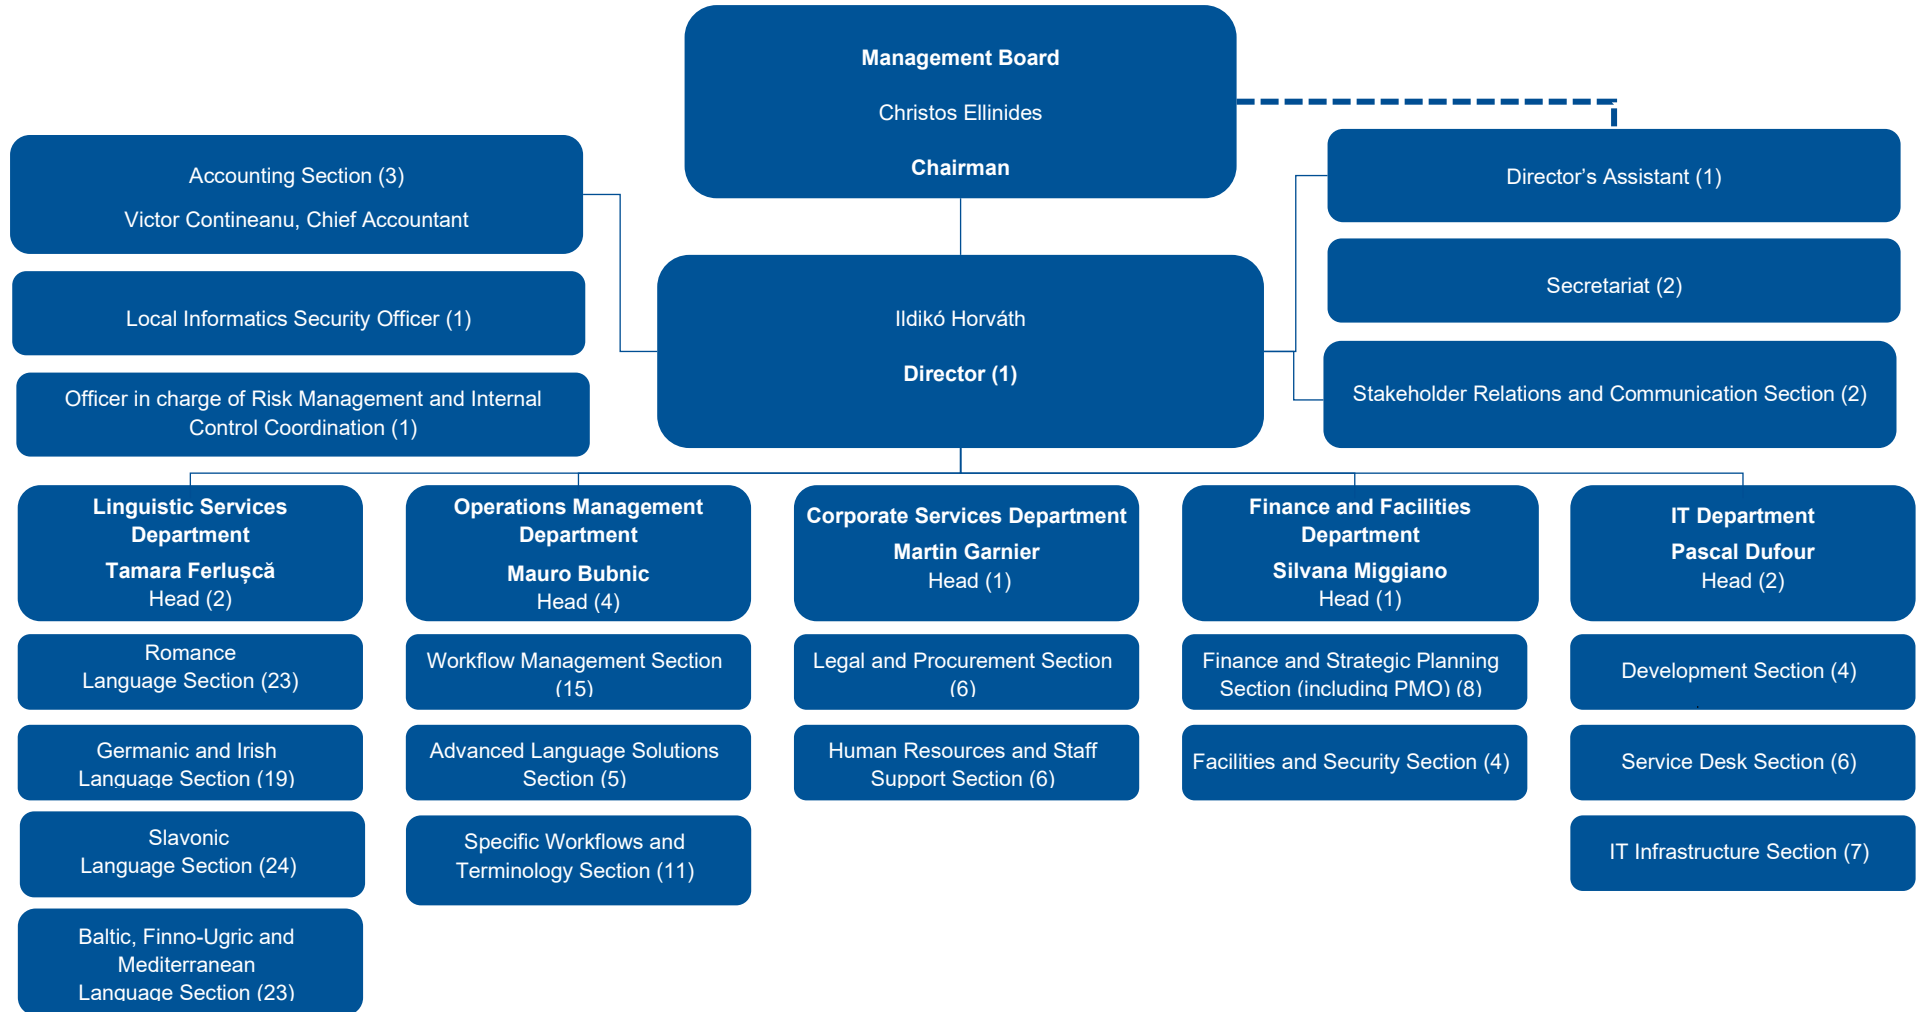 Management Board
Christos Ellinides
Chairman
Accounting Section (3)
Victor Contineanu, Chief Accountant
Local Informatics Security Officer (1)
Officer in charge of Risk Management and Internal
Control Coordination (1)
Ildikó Horváth
Director (1)
Director’s Assistant (1)
Secretariat (2)
Stakeholder Relations and Communication Section (2)
Linguistic Services
Department
Tamara Ferlușcă
Head (2)
Romance
Language Section (23)
Germanic and Irish
Language Section (19)
Slavonic
Language Section (24)
Baltic, Finno-Ugric and
Mediterranean
Language Section (23)
Operations Management
Department
Mauro Bubnic
Head (4)
Workflow Management Section
(15)
Advanced Language Solutions
Section (5)
Specific Workflows and
Terminology Section (11)
Corporate Services Department
Martin Garnier
Head (1)
Legal and Procurement Section
(6)
Human Resources and Staff
Support Section (6)
Finance and Facilities
Department
Silvana Miggiano
Head (1)
Finance and Strategic Planning
Section (including PMO) (8)
Facilities and Security Section (4)
IT Department
Pascal Dufour
Head (2)
Development Section (4)
Service Desk Section (6)
IT Infrastructure Section (7)